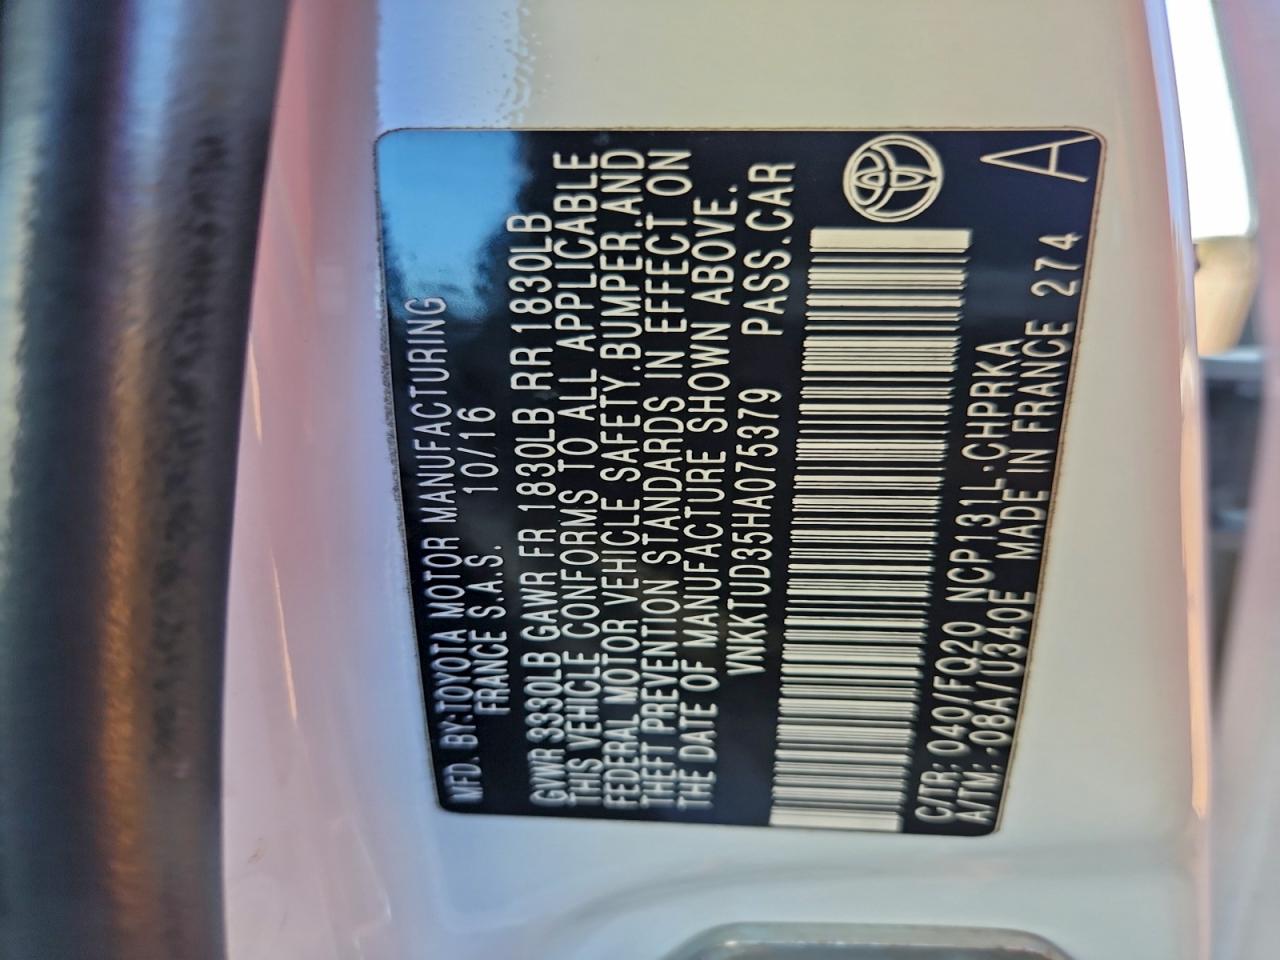 MFD. BY:TOYOTA MOTOR MANUFACTURING
FRANCE S.A.S. 10/16
GVWR 3330LB GAWR FR 1830LB RR 1830LB
THIS VEHICLE CONFORMS TO ALL APPLICABLE
FEDERAL MOTOR VEHICLE SAFETY.BUMPER.AND
THEFT PREVENTION STANDARDS IN EFFECT ON
THE DATE OF MANUFACTURE SHOWN ABOVE.
VNKKTUD35HA075379 PASS.CAR
C/TR: 040/FQ20 NCP131L-CHPRKA
A/TM: -08A/U340E MADE IN FRANCE 274 A